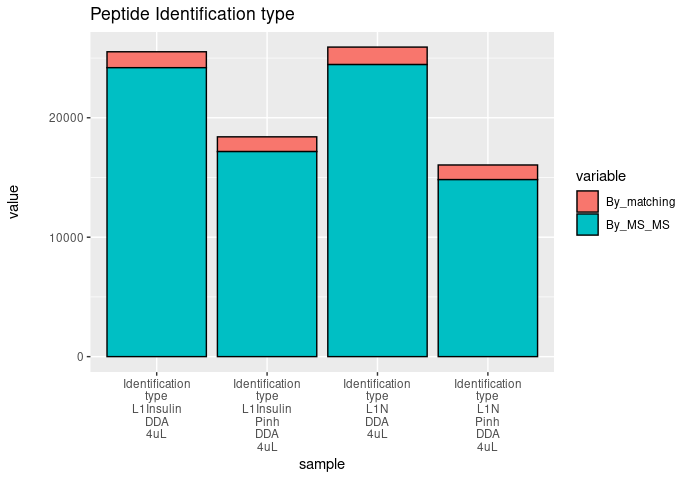 Peptide Identification type
value
20000
10000
0
Identification
type
L1Insulin
DDA
4uL
Identification
type
L1Insulin
Pinh
DDA
4uL
Identification
type
L1N
DDA
4uL
Identification
type
L1N
Pinh
DDA
4uL
sample
variable
By_matching
By_MS_MS